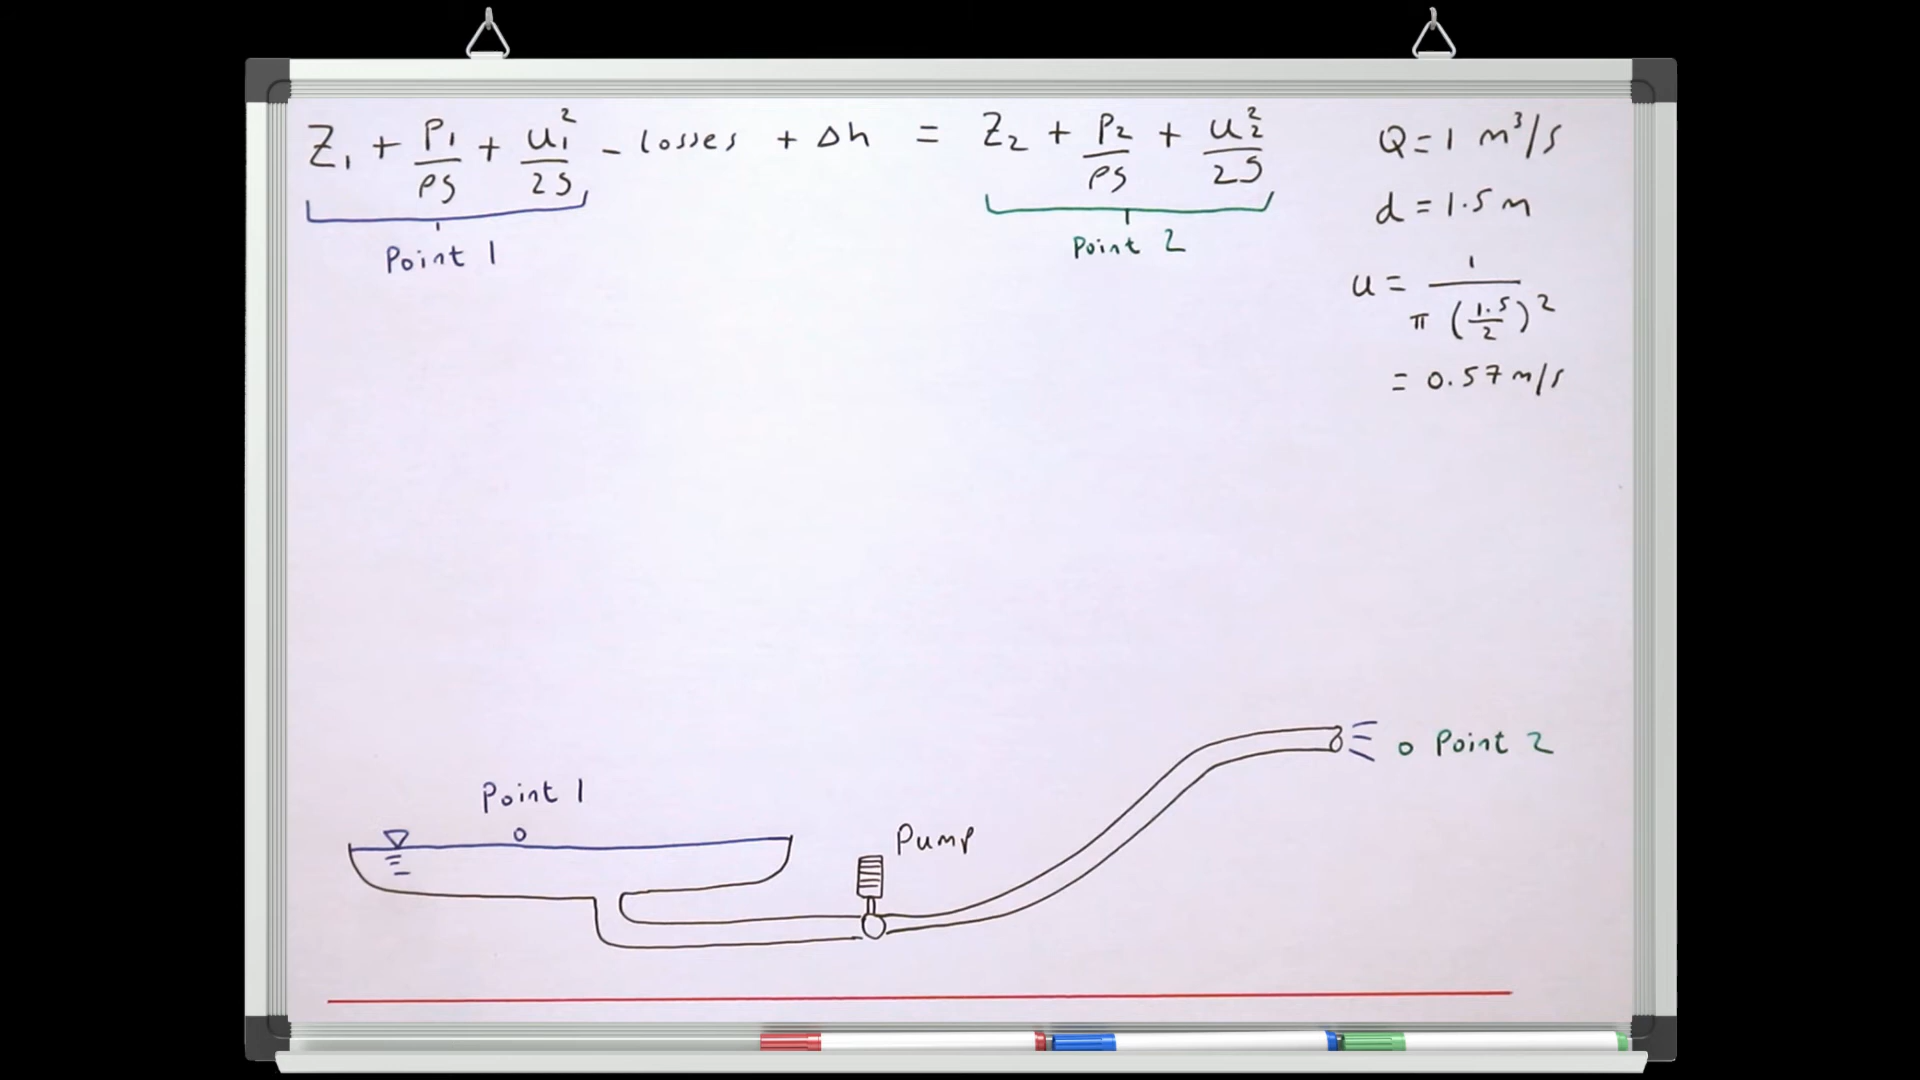 Z₁ + P₁/ρg + u₁²/2g - losses + Δh = Z₂ + P₂/ρg + u₂²/2g
Point 1
Point 2
Q = 1 m³/s
d = 1.5 m
u = 1/π(1.5/2)²
= 0.57 m/s
Point 2
Point 1
Pump